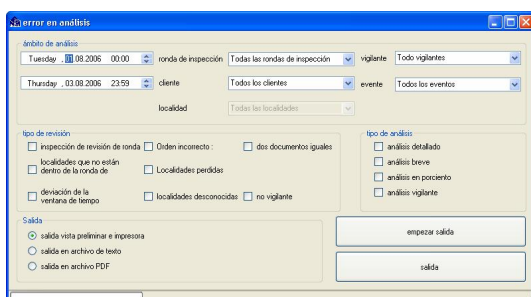 error en análisis
ámbito de análisis
Tuesday , 01.08.2006 00:00 ronda de inspección Todas las rondas de inspección vigilante Todo vigilantes
Thursday , 03.08.2006 23:59 cliente Todos los clientes evente Todos los eventos
localidad Todas las localidades
tipo de revisión
inspección de revisión de ronda Orden incorrecto : dos documentos iguales
localidades que no están
dentro de la ronda de Localidades perdidas
deviación de la
ventana de tiempo localidades desconocidas no vigilante
tipo de análisis
análisis detallado
análisis breve
análisis en porciento
análisis vigilante
Salida
salida vista preliminar e impresora
salida en archivo de texto
salida en archivo PDF
empezar salida
salida